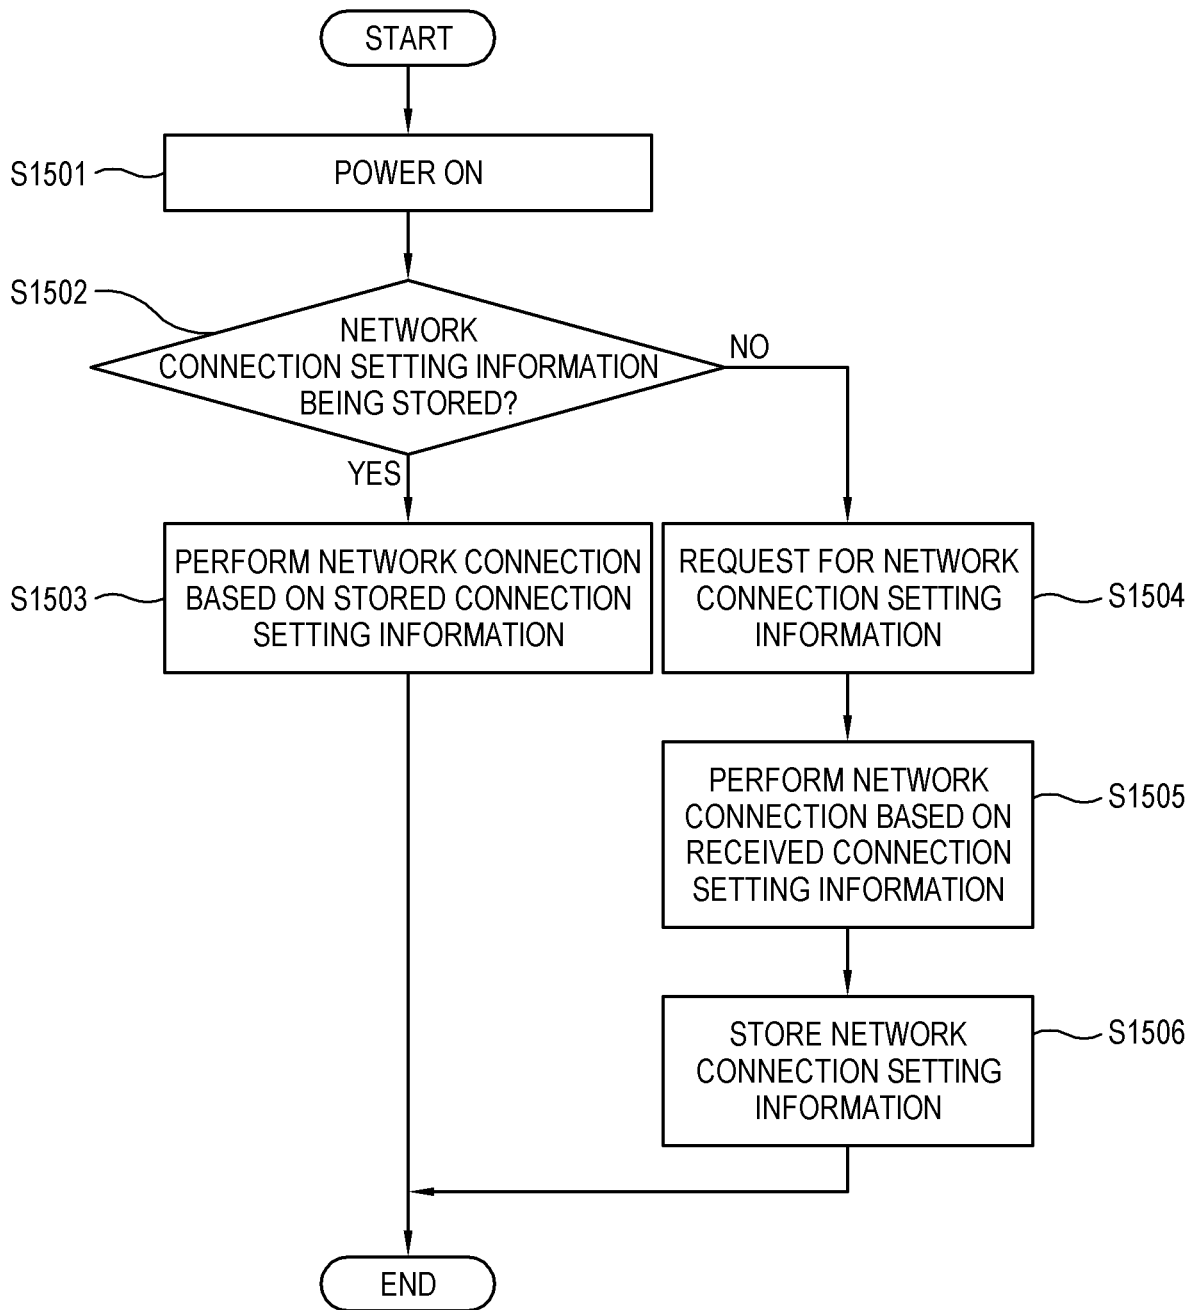 START
S1501
POWER ON
S1502
NETWORK
CONNECTION SETTING INFORMATION
BEING STORED?
NO
YES
S1503
PERFORM NETWORK CONNECTION
BASED ON STORED CONNECTION
SETTING INFORMATION
REQUEST FOR NETWORK
CONNECTION SETTING
INFORMATION
S1504
PERFORM NETWORK
CONNECTION BASED ON
RECEIVED CONNECTION
SETTING INFORMATION
S1505
STORE NETWORK
CONNECTION SETTING
INFORMATION
S1506
END